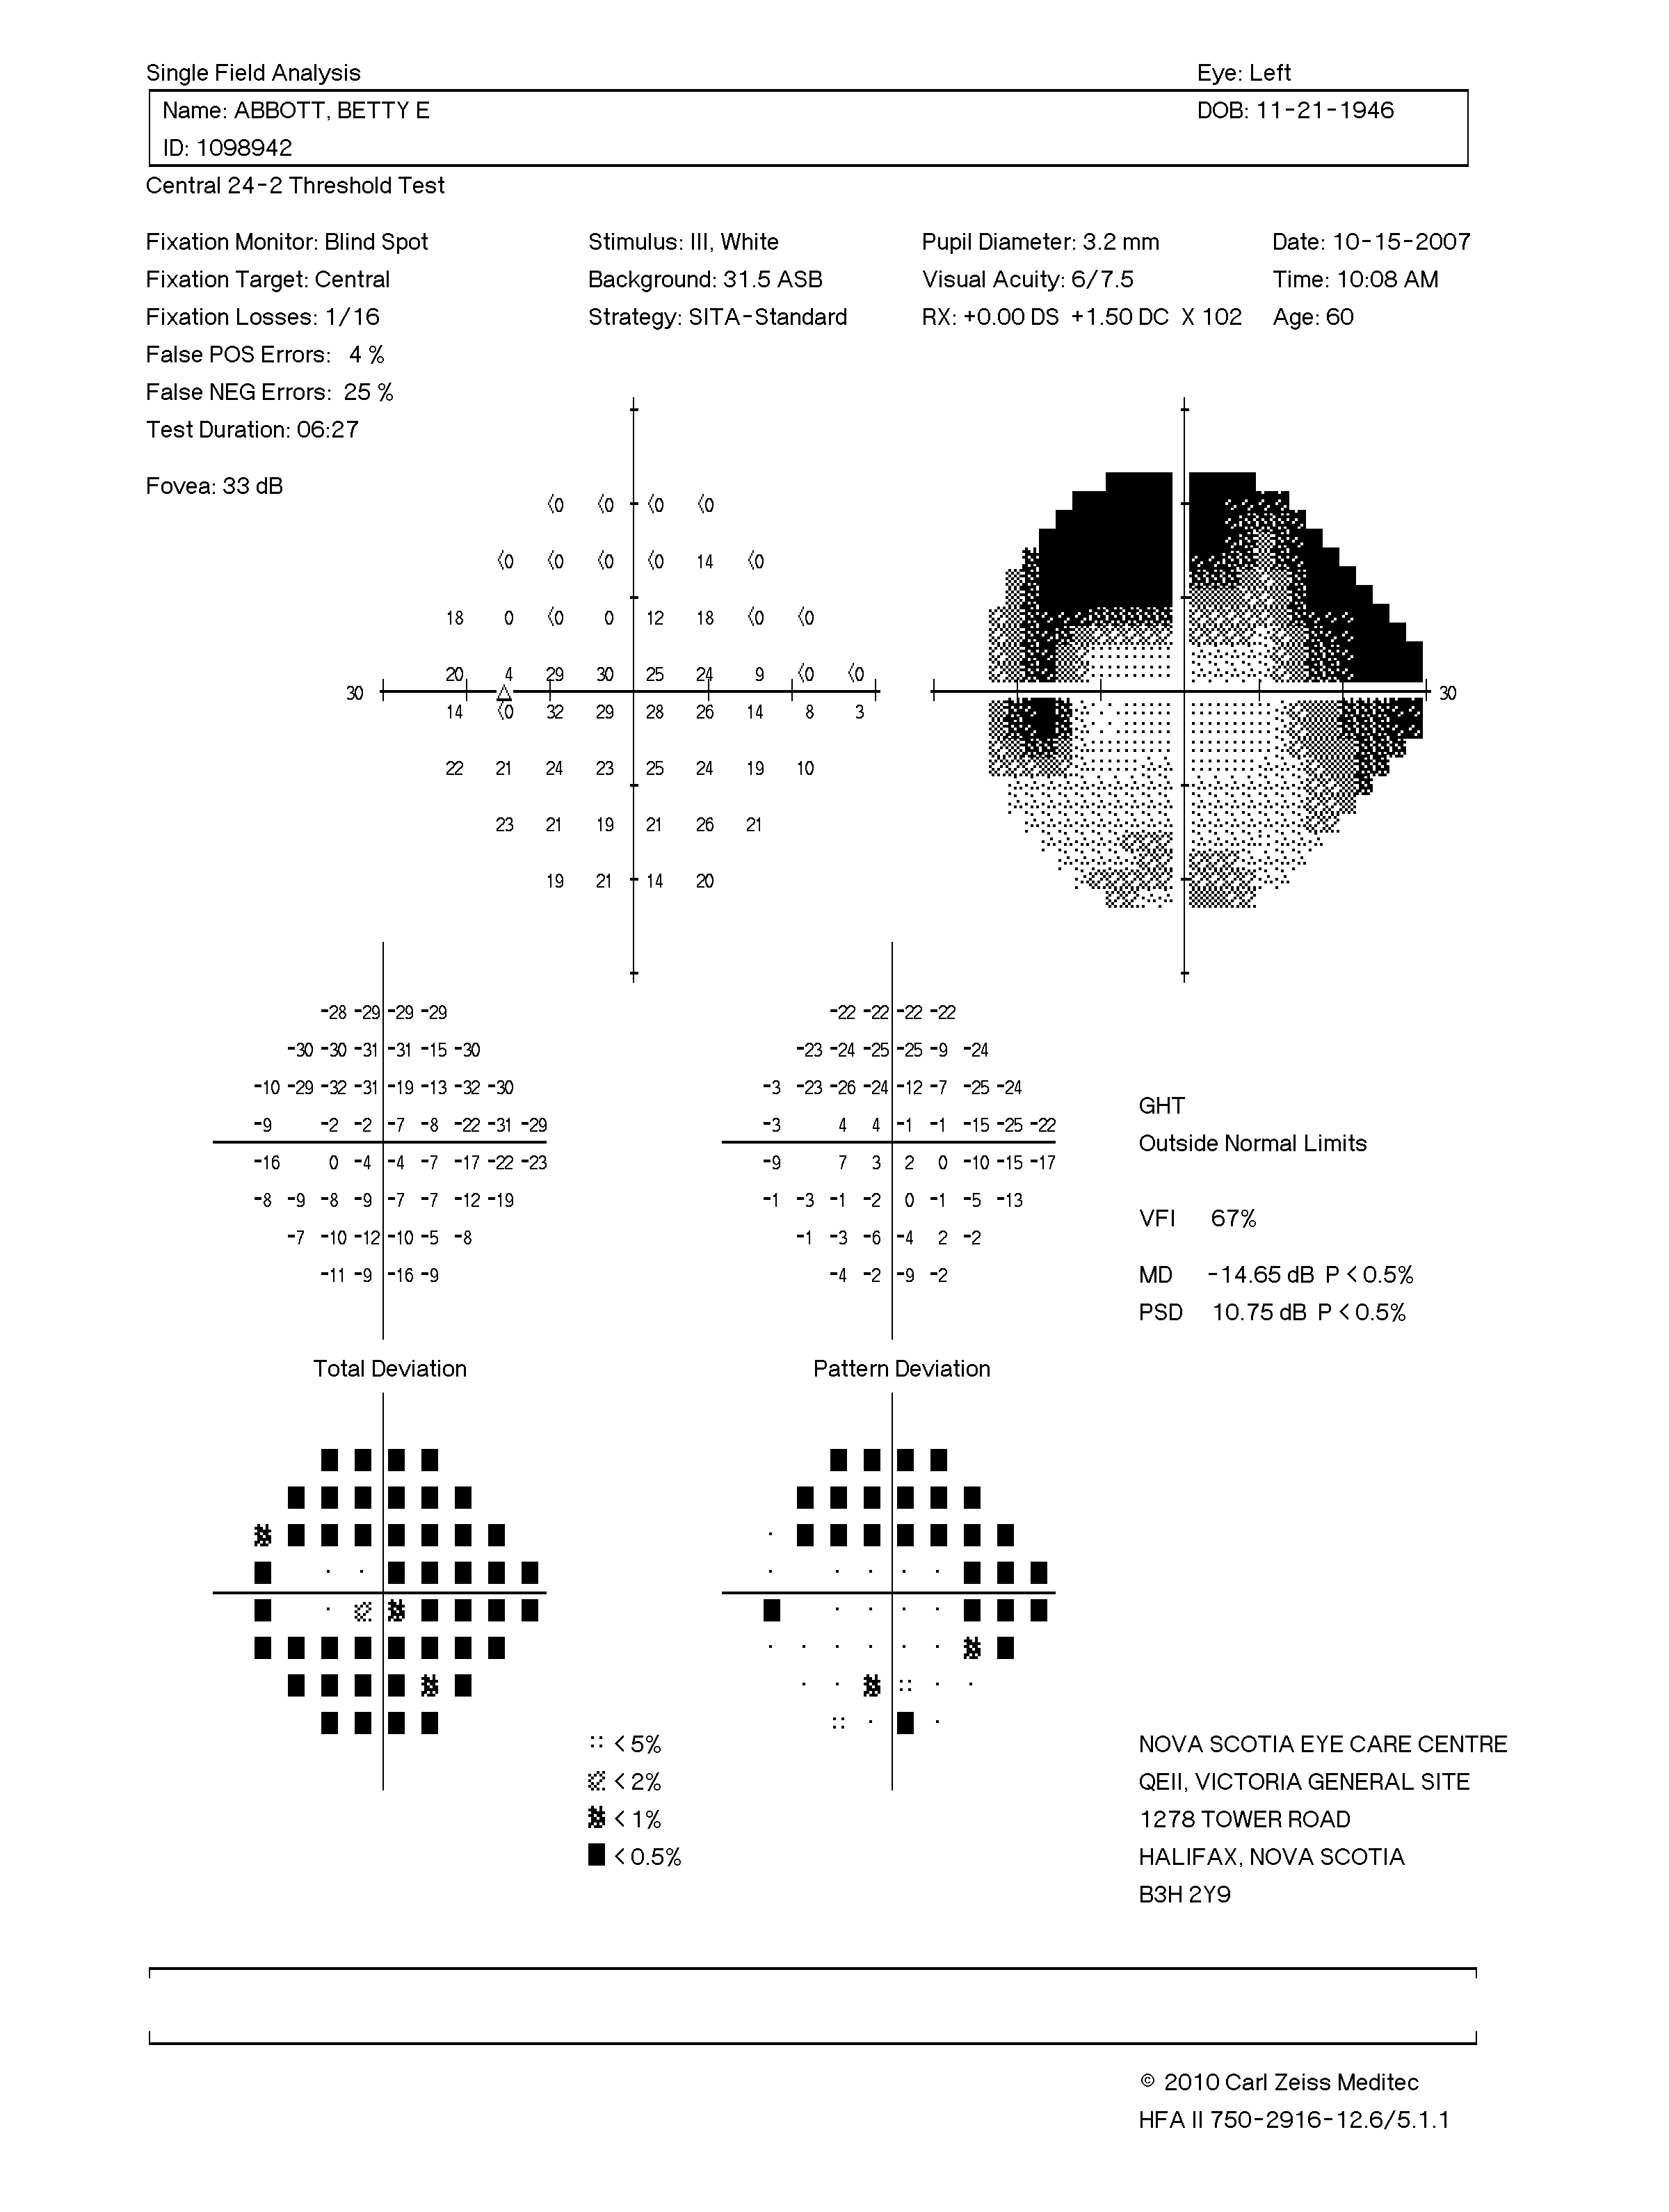 Single Field Analysis Eye: Left
Name: ABBOTT, BETTY E DOB: 11-21-1946
ID: 1098942
Central 24-2 Threshold Test
Fixation Monitor: Blind Spot Stimulus: III, White Pupil Diameter: 3.2 mm Date: 10-15-2007
Fixation Target: Central Background: 31.5 ASB Visual Acuity: 6/7.5 Time: 10:08 AM
Fixation Losses: 1/16 Strategy: SITA-Standard RX: +0.00 DS +1.50 DC X 102 Age: 60
False POS Errors: 4 %
False NEG Errors: 25 %
Test Duration: 06:27
Fovea: 33 dB
<0 <0 <0 <0
<0 <0 <0 <0 14 <0
18 0 <0 0 12 18 <0 <0
20 4 29 30 25 24 9 <0 <0
30 30
14 <0 32 29 28 26 14 8 3
22 21 24 23 25 24 19 10
23 21 19 21 26 21
19 21 14 20
-28 -29 -29 -29 -22 -22 -22 -22
-30 -30 -31 -31 -15 -30 -23 -24 -25 -25 -9 -24
-10 -29 -32 -31 -19 -13 -32 -30 -3 -23 -26 -24 -12 -7 -25 -24
GHT
-9 -2 -2 -7 -8 -22 -31 -29 -3 4 4 -1 -1 -15 -25 -22
Outside Normal Limits
-16 0 -4 -4 -7 -17 -22 -23 -9 7 3 2 0 -10 -15 -17
-8 -9 -8 -9 -7 -7 -12 -19 -1 -3 -1 -2 0 -1 -5 -13
VFI 67%
-7 -10 -12 -10 -5 -8 -1 -3 -6 -4 2 -2
-11 -9 -16 -9 -4 -2 -9 -2
MD -14.65 dB P < 0.5%
PSD 10.75 dB P < 0.5%
Total Deviation Pattern Deviation
< 5%
< 2%
< 1%
< 0.5%
NOVA SCOTIA EYE CARE CENTRE
QEII, VICTORIA GENERAL SITE
1278 TOWER ROAD
HALIFAX, NOVA SCOTIA
B3H 2Y9
© 2010 Carl Zeiss Meditec
HFA II 750-2916-12.6/5.1.1